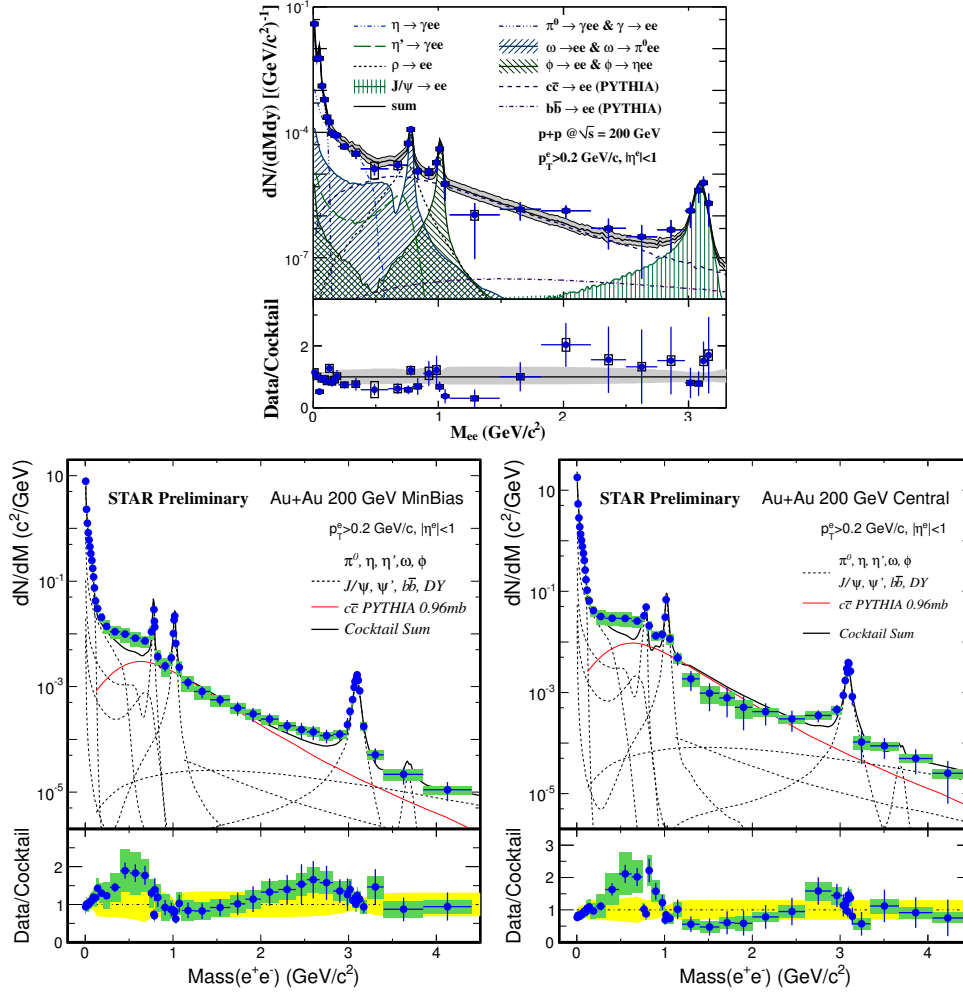 10⁻¹
10⁻⁴
10⁻⁷
dN/(dMdy) [(GeV/c²)⁻¹]
η → γee
η' → γee
ρ → ee
J/ψ → ee
sum
π⁰ → γee & γ → ee
ω → ee & ω → π⁰ee
ϕ → ee & ϕ → ηee
cc̄ → ee (PYTHIA)
bb̄ → ee (PYTHIA)
p+p @√s = 200 GeV
p_T^e>0.2 GeV/c, |η^e|<1
Data/Cocktail
2
0
0 1 2 3
M_ee (GeV/c²)
dN/dM (c²/GeV)
10
10⁻¹
10⁻³
10⁻⁵
STAR Preliminary Au+Au 200 GeV MinBias
p_T^e>0.2 GeV/c, |η^e|<1
π⁰, η, η', ω, ϕ
J/ψ, ψ', bb̄, DY
cc̄ PYTHIA 0.96mb
Cocktail Sum
Data/Cocktail
2
1
0
0 1 2 3 4
Mass(e⁺e⁻) (GeV/c²)
dN/dM (c²/GeV)
10
10⁻¹
10⁻³
10⁻⁵
STAR Preliminary Au+Au 200 GeV Central
p_T^e>0.2 GeV/c, |η^e|<1
π⁰, η, η', ω, ϕ
J/ψ, ψ', bb̄, DY
cc̄ PYTHIA 0.96mb
Cocktail Sum
Data/Cocktail
3
2
1
0
0 1 2 3 4
Mass(e⁺e⁻) (GeV/c²)